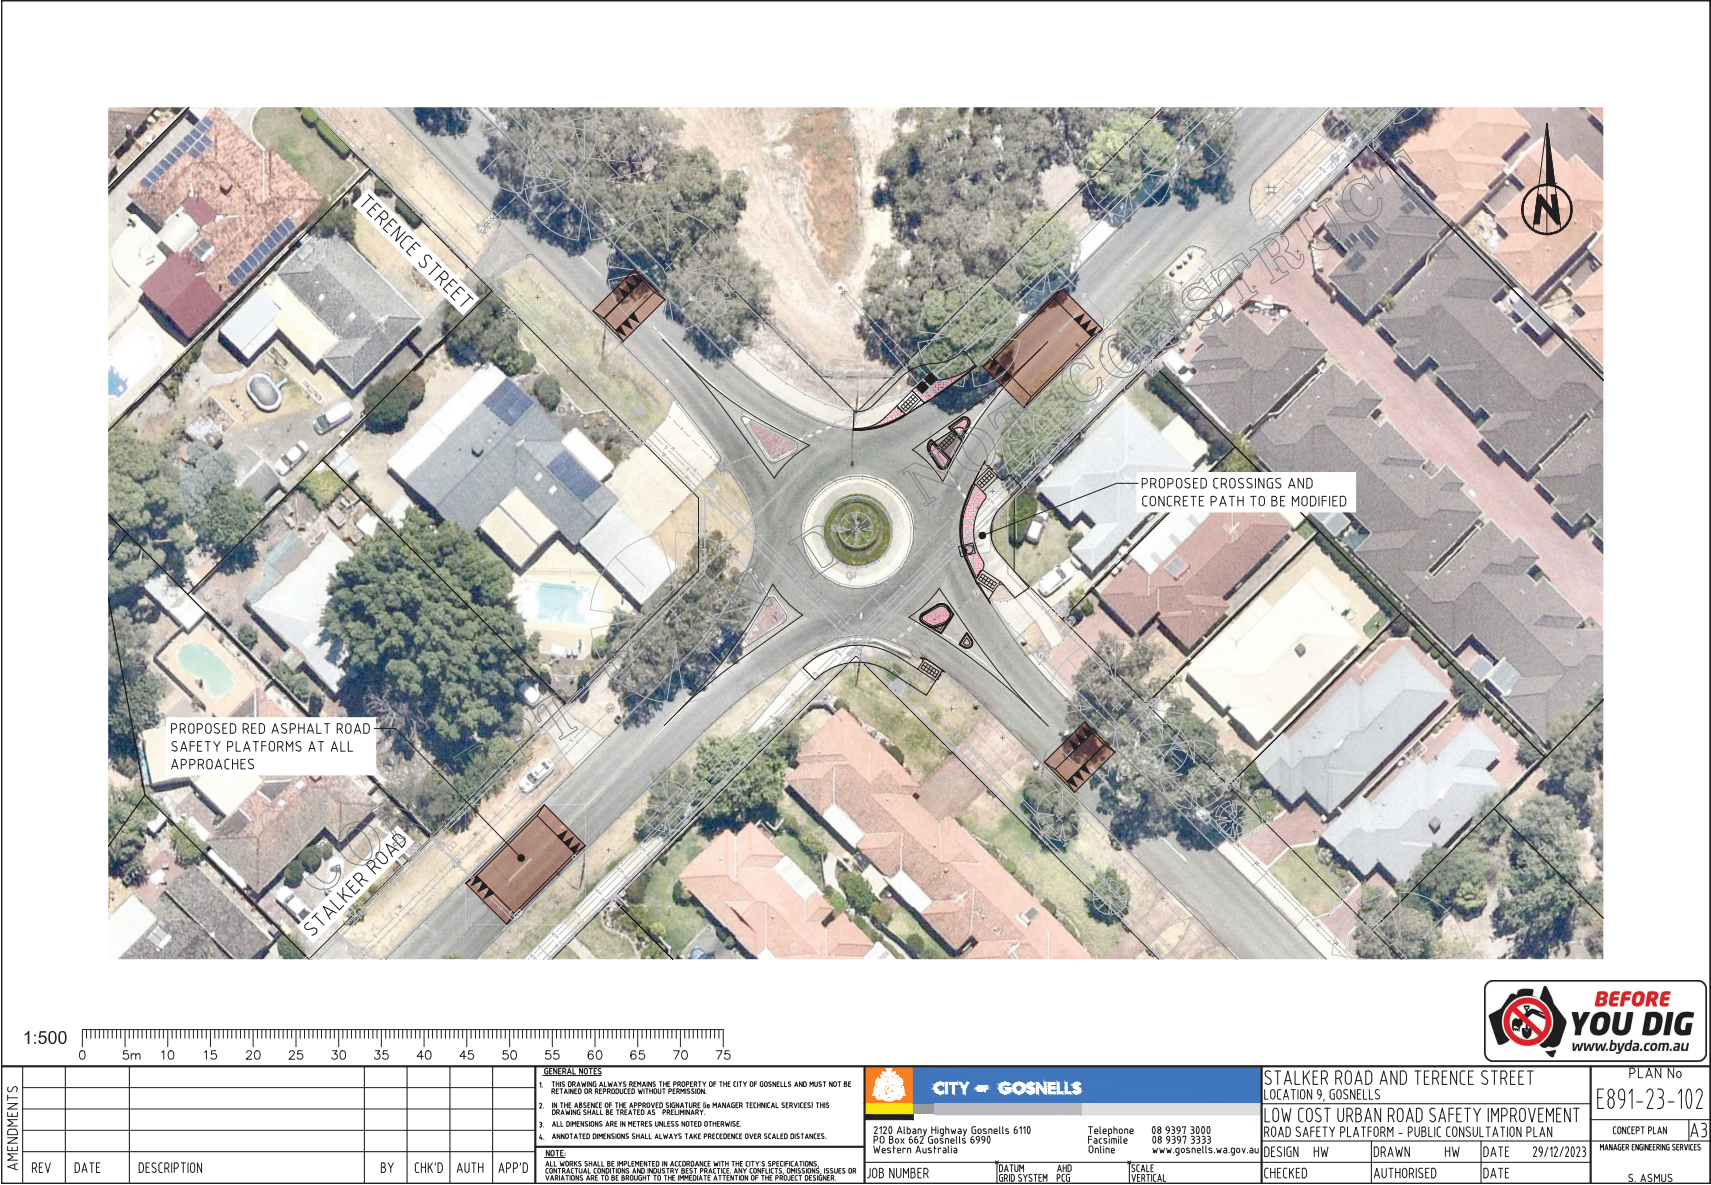 TERENCE STREET
N
PROPOSED CROSSINGS AND
CONCRETE PATH TO BE MODIFIED
PROPOSED RED ASPHALT ROAD
SAFETY PLATFORMS AT ALL
APPROACHES
STALKER ROAD
DO NOT CONSTRUCT
BEFORE
YOU DIG
www.byda.com.au
1:500
0 5m 10 15 20 25 30 35 40 45 50 55 60 65 70 75
AMENDMENTS
REV DATE DESCRIPTION BY CHK'D AUTH APP'D
GENERAL NOTES
1. THIS DRAWING ALWAYS REMAINS THE PROPERTY OF THE CITY OF GOSNELLS AND MUST NOT BE
RETAINED OR REPRODUCED WITHOUT PERMISSION.
2. IN THE ABSENCE OF THE APPROVED SIGNATURE (ie MANAGER TECHNICAL SERVICES) THIS
DRAWING SHALL BE TREATED AS PRELIMINARY.
3. ALL DIMENSIONS ARE IN METRES UNLESS NOTED OTHERWISE.
4. ANNOTATED DIMENSIONS SHALL ALWAYS TAKE PRECEDENCE OVER SCALED DISTANCES.
NOTE:
ALL WORKS SHALL BE IMPLEMENTED IN ACCORDANCE WITH THE CITY'S SPECIFICATIONS,
CONTRACTUAL CONDITIONS AND INDUSTRY BEST PRACTICE. ANY CONFLICTS, OMISSIONS, ISSUES OR
VARIATIONS ARE TO BE BROUGHT TO THE IMMEDIATE ATTENTION OF THE PROJECT DESIGNER.
CITY OF GOSNELLS
2120 Albany Highway Gosnells 6110
PO Box 662 Gosnells 6990
Western Australia
Telephone 08 9397 3000
Facsimile 08 9397 3333
Online www.gosnells.wa.gov.au
JOB NUMBER
DATUM AHD
GRID SYSTEM PCG
SCALE
VERTICAL
STALKER ROAD AND TERENCE STREET
LOCATION 9, GOSNELLS
LOW COST URBAN ROAD SAFETY IMPROVEMENT
ROAD SAFETY PLATFORM - PUBLIC CONSULTATION PLAN
DESIGN HW DRAWN HW DATE 29/12/2023
CHECKED AUTHORISED DATE
PLAN No
E891-23-102
CONCEPT PLAN A3
MANAGER ENGINEERING SERVICES
S. ASMUS